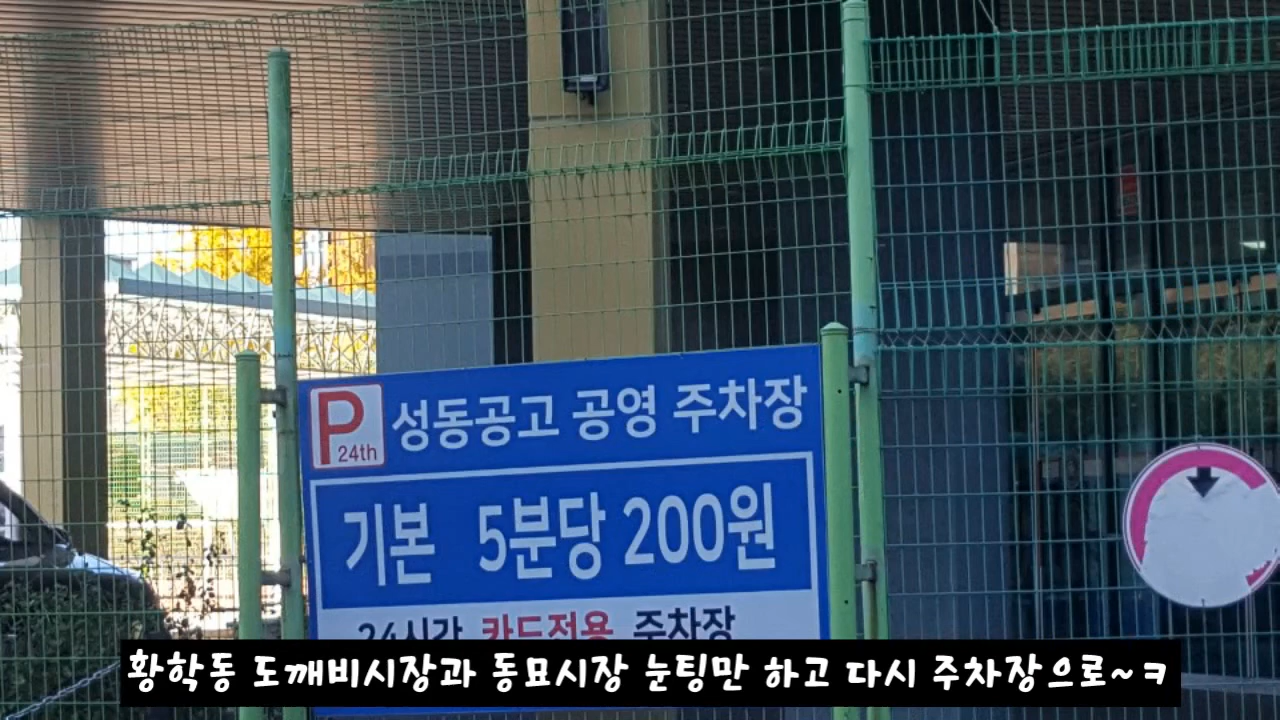 P
24th
성동공고 공영 주차장
기본 5분당 200원
24시간 카드전용 주차장
황학동 도깨비시장과 동묘시장 눈팅만 하고 다시 주차장으로~ㅋ